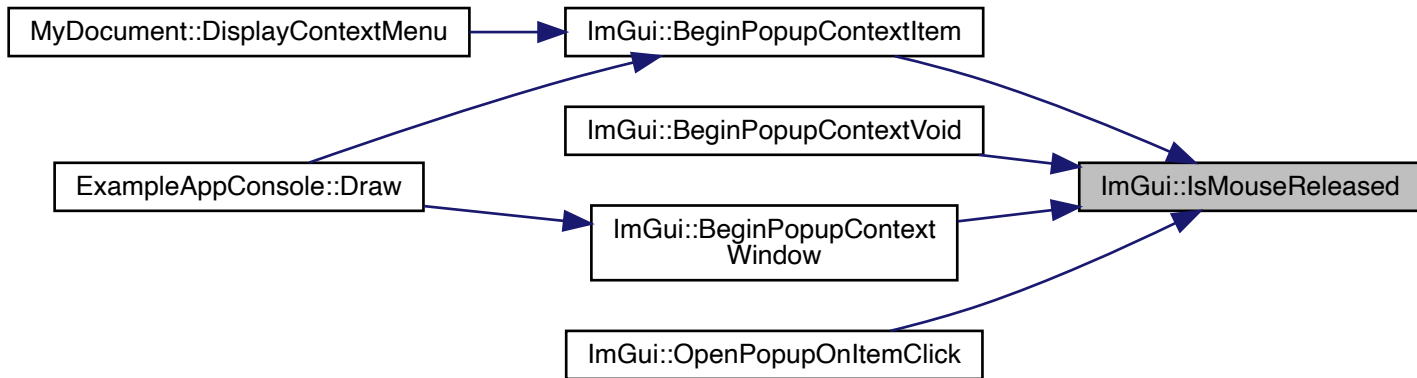 MyDocument::DisplayContextMenu
ImGui::BeginPopupContextItem
ImGui::BeginPopupContextVoid
ExampleAppConsole::Draw
ImGui::IsMouseReleased
ImGui::BeginPopupContext
Window
ImGui::OpenPopupOnItemClick